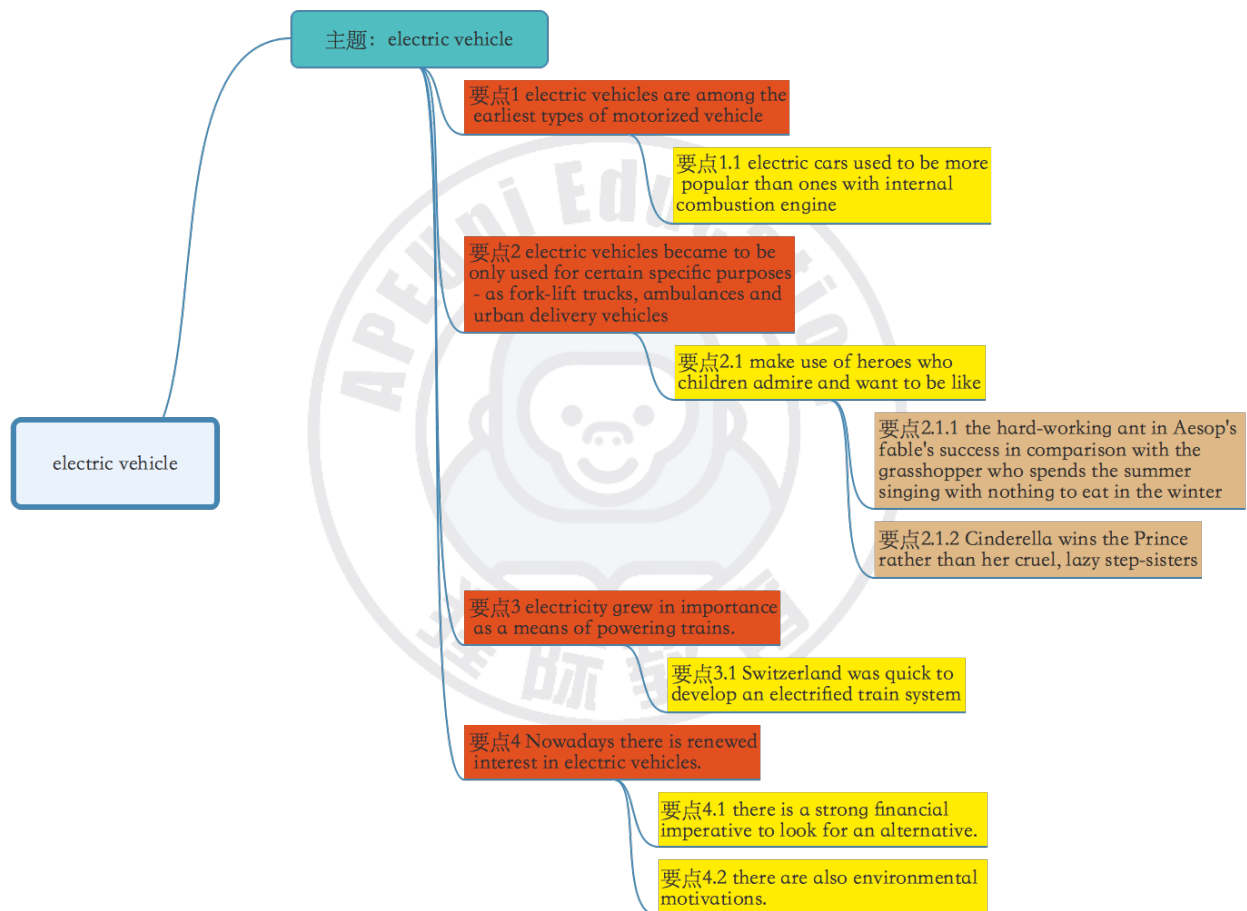 主题：electric vehicle
要点1 electric vehicles are among the
earliest types of motorized vehicle
要点1.1 electric cars used to be more
popular than ones with internal
combustion engine
要点2 electric vehicles became to be
only used for certain specific purposes
- as fork-lift trucks, ambulances and
urban delivery vehicles
要点2.1 make use of heroes who
children admire and want to be like
要点2.1.1 the hard-working ant in Aesop's
fable's success in comparison with the
grasshopper who spends the summer
singing with nothing to eat in the winter
electric vehicle
要点2.1.2 Cinderella wins the Prince
rather than her cruel, lazy step-sisters
要点3 electricity grew in importance
as a means of powering trains.
要点3.1 Switzerland was quick to
develop an electrified train system
要点4 Nowadays there is renewed
interest in electric vehicles.
要点4.1 there is a strong financial
imperative to look for an alternative.
要点4.2 there are also environmental
motivations.
APEUni Education